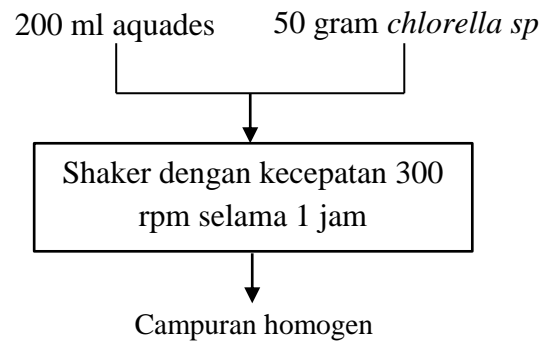 200 ml aquades
50 gram chlorella sp
Shaker dengan kecepatan 300
rpm selama 1 jam
Campuran homogen